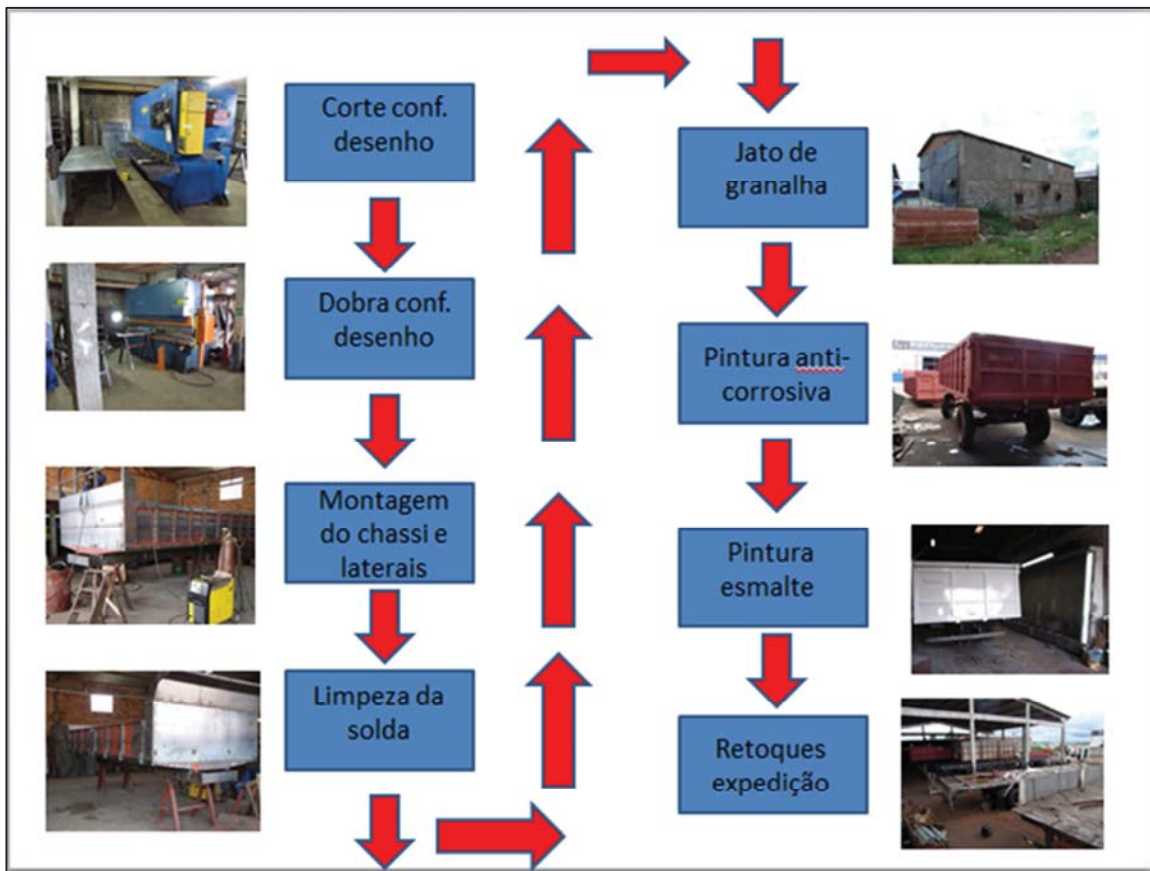 Corte conf.
desenho
Dobra conf.
desenho
Montagem
do chassi e
laterais
Limpeza da
solda
Jato de
granalha
Pintura anti-
corrosiva
Pintura
esmalte
Retoques
expedição